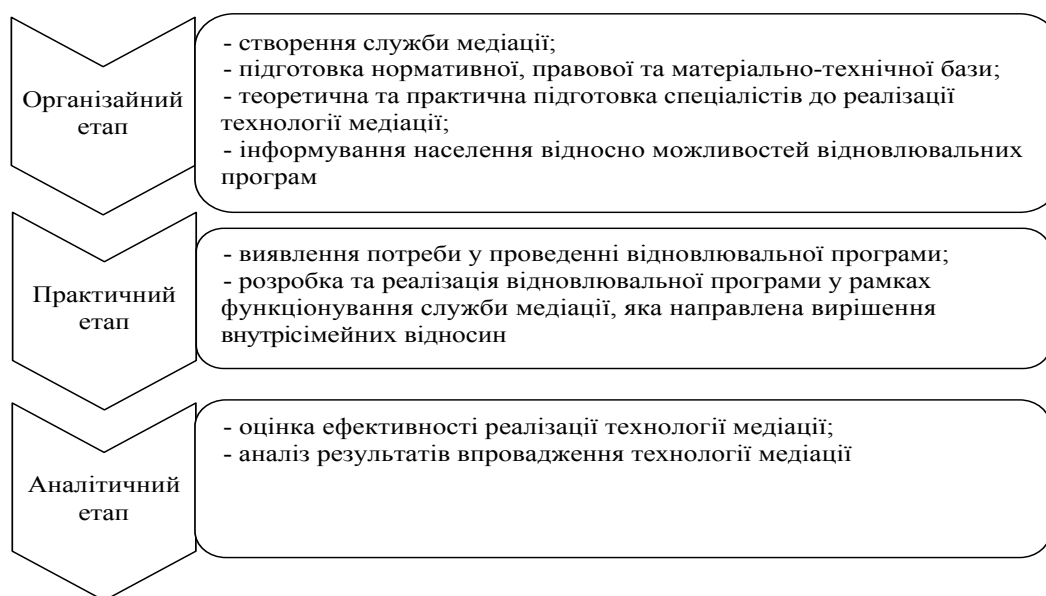 Організайний
етап
- створення служби медіації;
- підготовка нормативної, правової та матеріально-технічної бази;
- теоретична та практична підготовка спеціалістів до реалізації
технології медіації;
- інформування населення відносно можливостей відновлювальних
програм
Практичний
етап
- виявлення потреби у проведенні відновлювальної програми;
- розробка та реалізація відновлювальної програми у рамках
функціонування служби медіації, яка направлена вирішення
внутрісімейних відносин
Аналітичний
етап
- оцінка ефективності реалізації технології медіації;
- аналіз результатів впровадження технології медіації